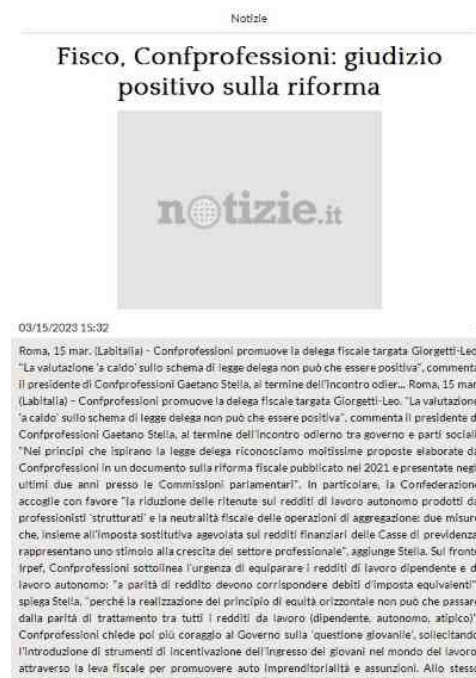 Notizie
Fisco, Confprofessioni: giudizio
positivo sulla riforma
notizie.it
03/15/2023 15:32
Roma, 15 mar. (Labitalia) - Confprofessioni promuove la delega fiscale targata Giorgetti-Leo.
"La valutazione 'a caldo' sullo schema di legge delega non può che essere positiva", commenta
il presidente di Confprofessioni Gaetano Stella, al termine dell'incontro odier... Roma, 15 mar.
(Labitalia) – Confprofessioni promuove la delega fiscale targata Giorgetti-Leo. "La valutazione
'a caldo' sullo schema di legge delega non può che essere positiva", commenta il presidente di
Confprofessioni Gaetano Stella, al termine dell'incontro odierno tra governo e parti sociali.
"Nei principi che ispirano la legge delega riconosciamo moltissime proposte elaborate da
Confprofessioni in un documento sulla riforma fiscale pubblicato nel 2021 e presentate negli
ultimi due anni presso le Commissioni parlamentari". In particolare, la Confederazione
accoglie con favore "la riduzione delle ritenute sui redditi di lavoro autonomo prodotti da
professionisti 'strutturati' e la neutralità fiscale delle operazioni di aggregazione: due misure
che, insieme all'imposta sostitutiva agevolata sui redditi finanziari delle Casse di previdenza,
rappresentano uno stimolo alla crescita del settore professionale", aggiunge Stella. Sul fronte
Irpef, Confprofessioni sottolinea l'urgenza di equiparare i redditi di lavoro dipendente e di
lavoro autonomo: "a parità di reddito devono corrispondere debiti d'imposta equivalenti",
spiega Stella, "perché la realizzazione del principio di equità orizzontale non può che passare
dalla parità di trattamento tra tutti i redditi da lavoro (dipendente, autonomo, atipico)".
Confprofessioni chiede poi più coraggio al Governo sulla 'questione giovanile', sollecitando
l'introduzione di strumenti di incentivazione dell'ingresso dei giovani nel mondo del lavoro
attraverso la leva fiscale per promuovere auto imprenditorialità e assunzioni. Allo stesso